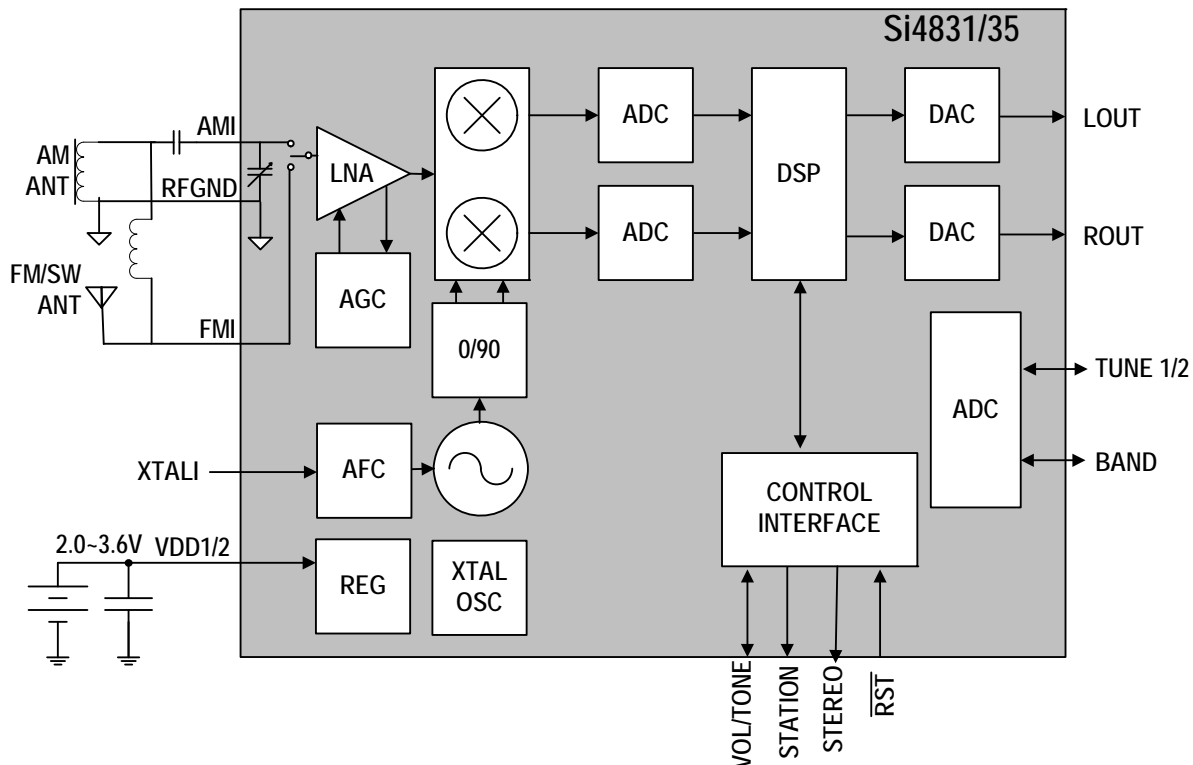 Si4831/35
AMI
AM
ANT
RFGND
FM/SW
ANT
FMI
LNA
AGC
0/90
ADC
ADC
DSP
DAC
DAC
LOUT
ROUT
ADC
TUNE 1/2
BAND
XTALI
AFC
CONTROL
INTERFACE
2.0~3.6V
VDD1/2
REG
XTAL
OSC
VOL/TONE
STATION
STEREO
RST